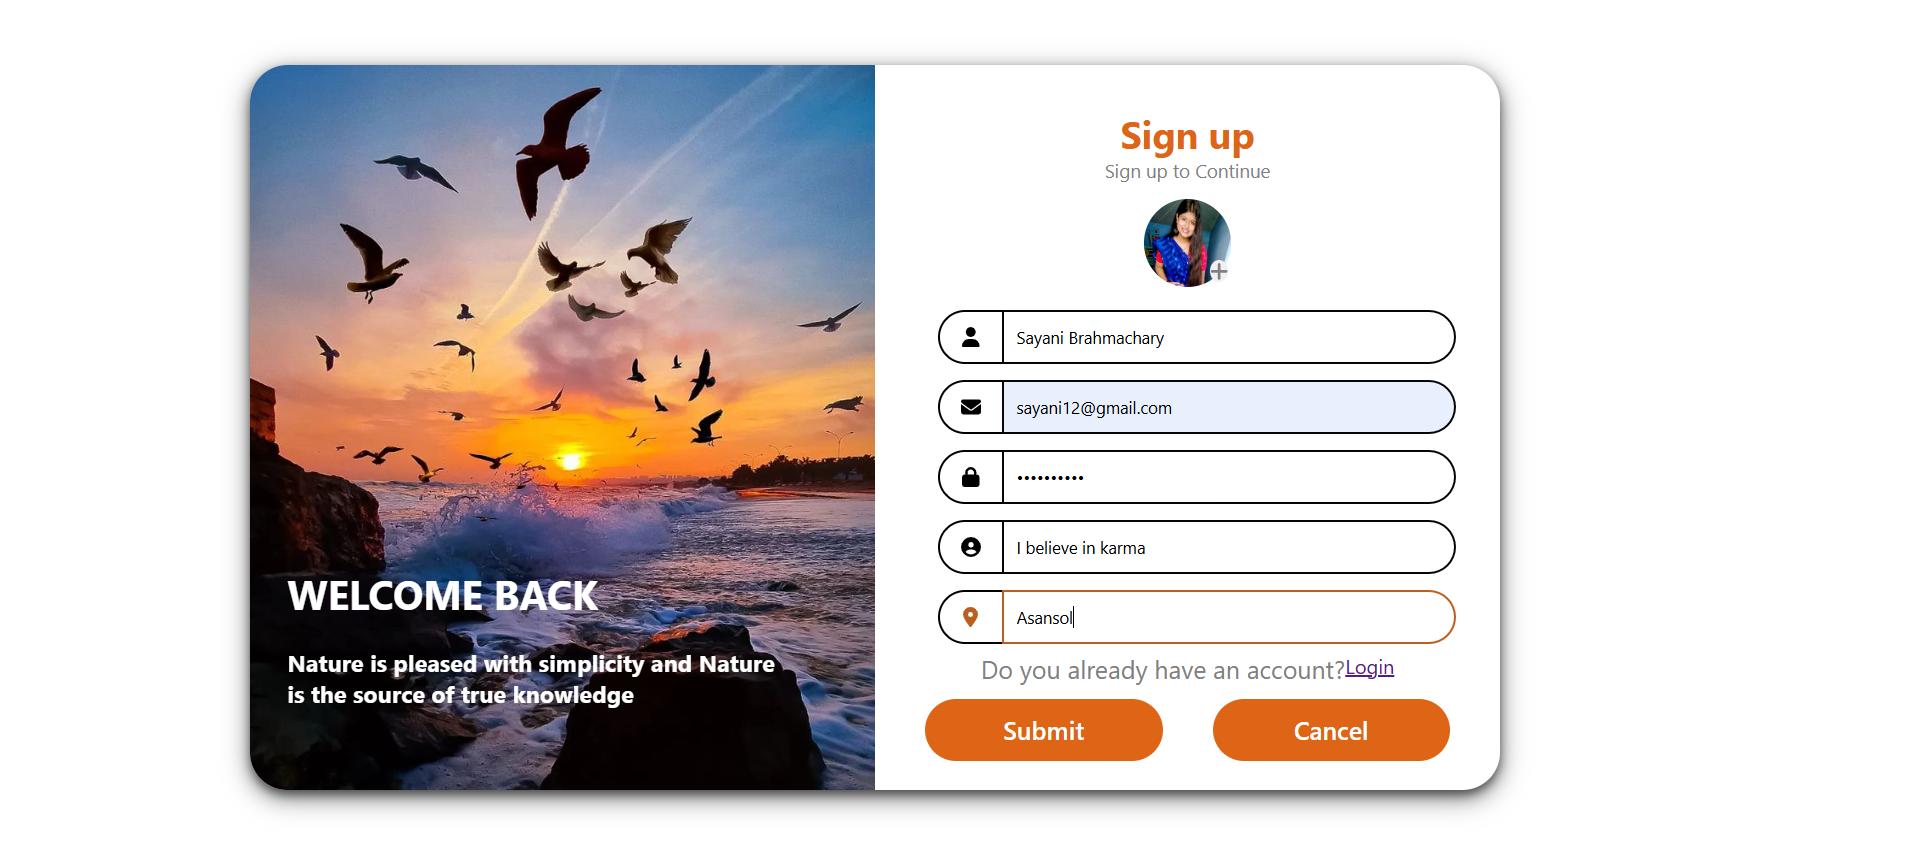 WELCOME BACK
Nature is pleased with simplicity and Nature
is the source of true knowledge
Sign up
Sign up to Continue
Sayani Brahmachary
sayani12@gmail.com
••••••••••
I believe in karma
Asansol
Do you already have an account?Login
Submit
Cancel